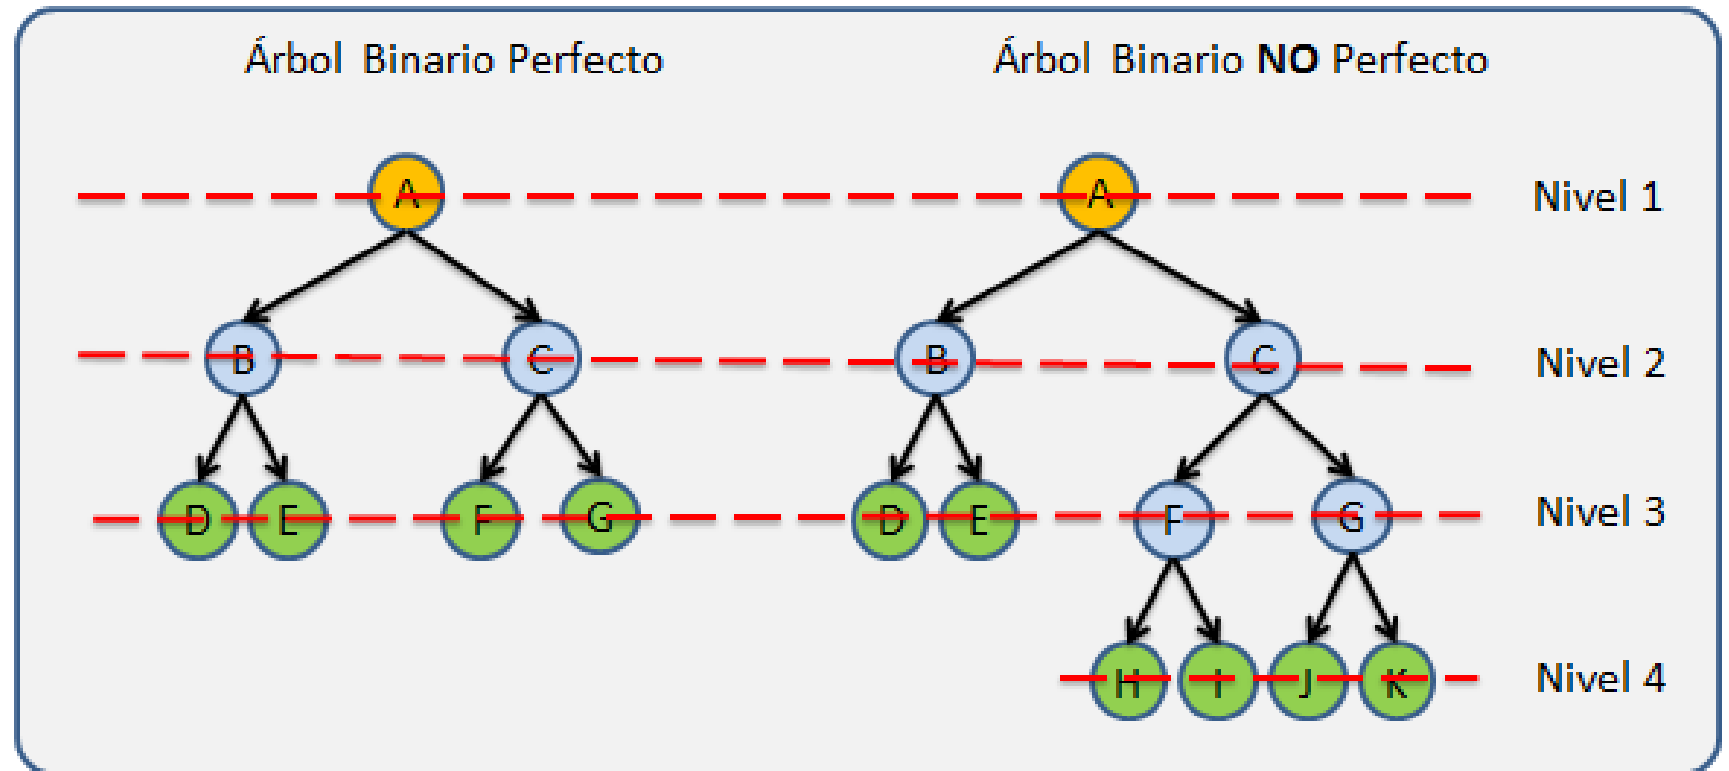 Árbol Binario Perfecto
Árbol Binario NO Perfecto
A A Nivel 1
B C B C Nivel 2
D E F G D E F G Nivel 3
H I J K Nivel 4